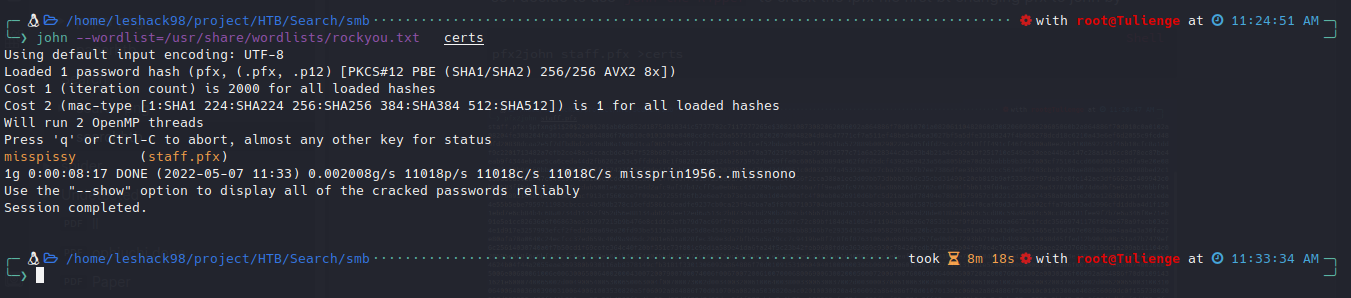 /home/leshack98/project/HTB/Search/smb with root@Tulienge at 11:24:51 AM
john --wordlist=/usr/share/wordlists/rockyou.txt certs
Using default input encoding: UTF-8
Loaded 1 password hash (pfx, (.pfx, .p12) [PKCS#12 PBE (SHA1/SHA2) 256/256 AVX2 8x])
Cost 1 (iteration count) is 2000 for all loaded hashes
Cost 2 (mac-type [1:SHA1 224:SHA224 256:SHA256 384:SHA384 512:SHA512]) is 1 for all loaded hashes
Will run 2 OpenMP threads
Press 'q' or Ctrl-C to abort, almost any other key for status
misspissy (staff.pfx)
1g 0:00:08:17 DONE (2022-05-07 11:33) 0.002008g/s 11018p/s 11018c/s 11018C/s missprin1956..missnono
Use the "--show" option to display all of the cracked passwords reliably
Session completed.
/home/leshack98/project/HTB/Search/smb took 8m 18s with root@Tulienge at 11:33:34 AM